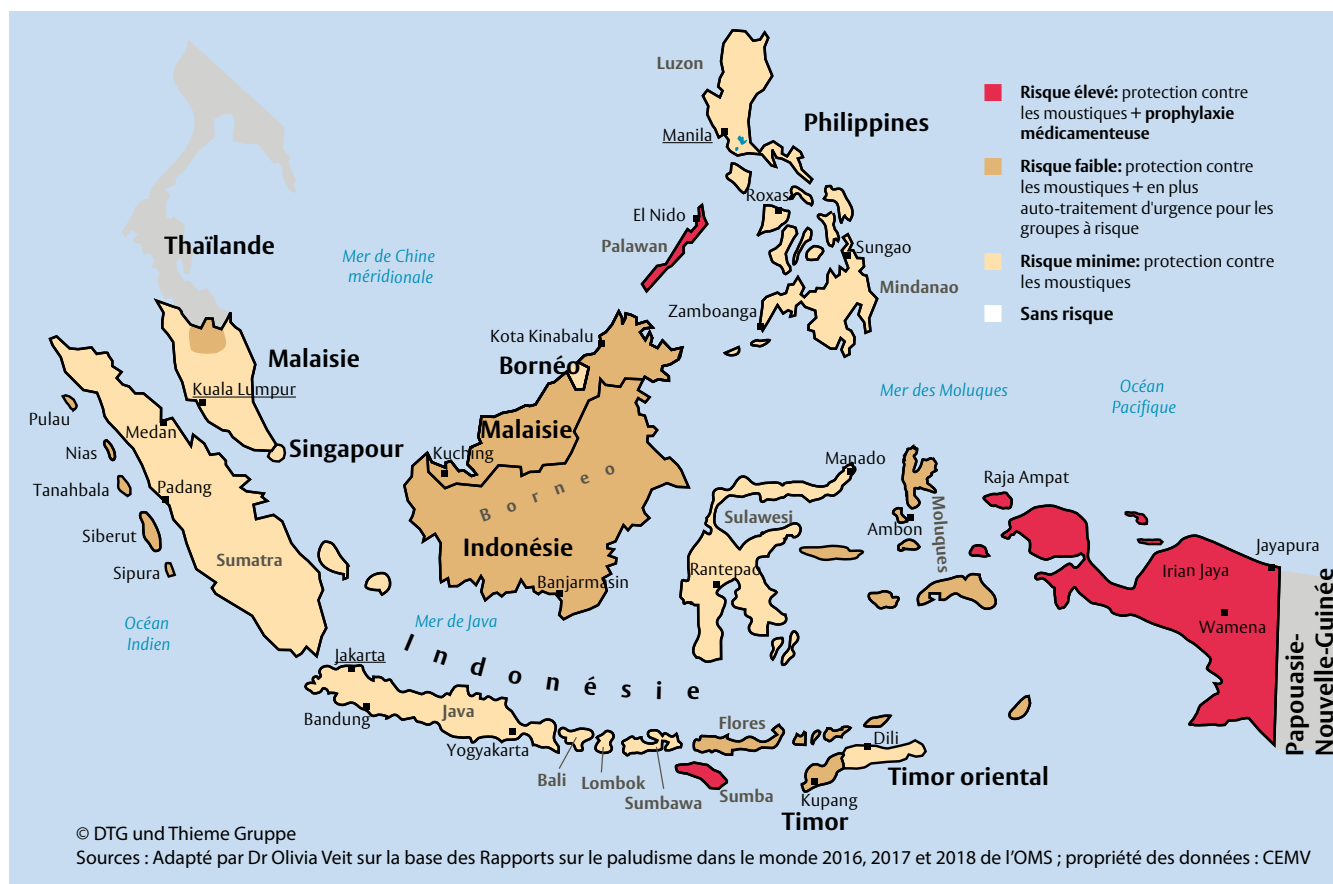 Luzon
Manila
Philippines
Risque élevé: protection contre
les moustiques + prophylaxie
médicamenteuse
Risque faible: protection contre
les moustiques + en plus
auto-traitement d'urgence pour les
groupes à risque
Risque minime: protection contre
les moustiques
Sans risque
Roxas
El Nido
Palawan
Sungao
Mindanao
Zamboanga
Thaïlande
Mer de Chine
méridionale
Kota Kinabalu
Bornéo
Malaisie
Kuala Lumpur
Mer des Moluques
Océan
Pacifique
Pulau
Medan
Nias
Singapour
Malaisie
Kuching
Tanahbala
Padang
Borneo
Manado
Raja Ampat
Siberut
Sumatra
Indonésie
Sulawesi
Ambon
Moluques
Sipura
Banjarmasin
Rantepao
Jayapura
Irian Jaya
Wamena
Océan
Indien
Mer de Java
Indonésie
Papouasie-
Nouvelle-Guinée
Jakarta
Bandung
Java
Yogyakarta
Bali
Lombok
Sumbawa
Flores
Sumba
Dili
Timor oriental
Kupang
Timor
© DTG und Thieme Gruppe
Sources : Adapté par Dr Olivia Veit sur la base des Rapports sur le paludisme dans le monde 2016, 2017 et 2018 de l’OMS ; propriété des données : CEMV